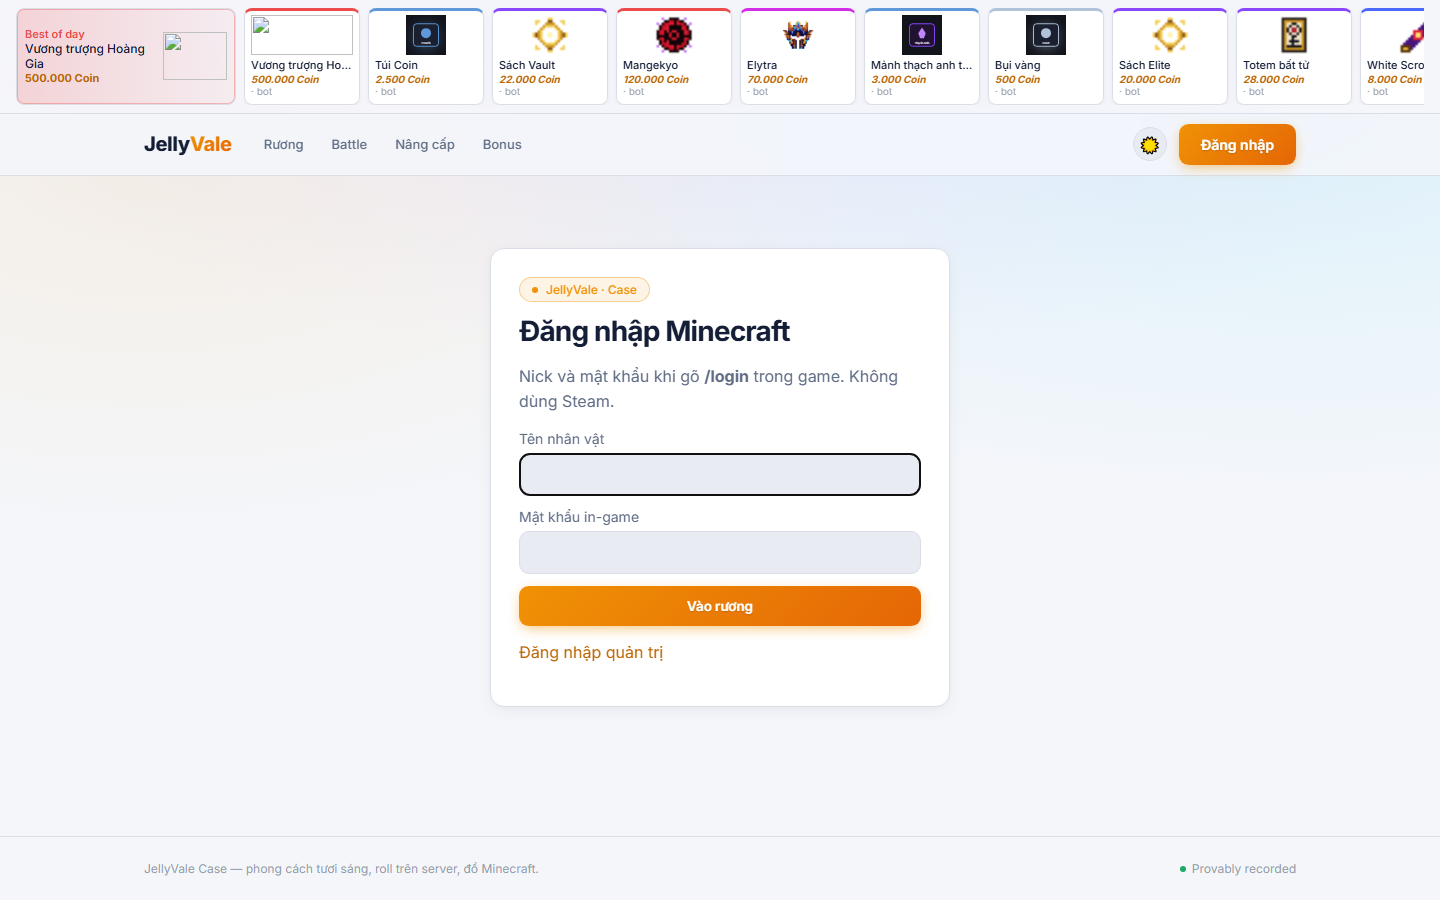 Best of day
Vương trượng Hoàng
Gia
500.000 Coin
Vương trượng Ho...
500.000 Coin
· bot
Túi Coin
2.500 Coin
· bot
Sách Vault
22.000 Coin
· bot
Mangekyo
120.000 Coin
· bot
Elytra
70.000 Coin
· bot
Mảnh thạch anh t...
3.000 Coin
· bot
Bụi vàng
500 Coin
· bot
Sách Elite
20.000 Coin
· bot
Totem bất tử
28.000 Coin
· bot
White Scro
8.000 Coin
· bot
JellyVale
Rương
Battle
Nâng cấp
Bonus
Đăng nhập
JellyVale · Case
Đăng nhập Minecraft
Nick và mật khẩu khi gõ /login trong game. Không
dùng Steam.
Tên nhân vật
Mật khẩu in-game
Vào rương
Đăng nhập quản trị
JellyVale Case — phong cách tươi sáng, roll trên server, đồ Minecraft.
Provably recorded